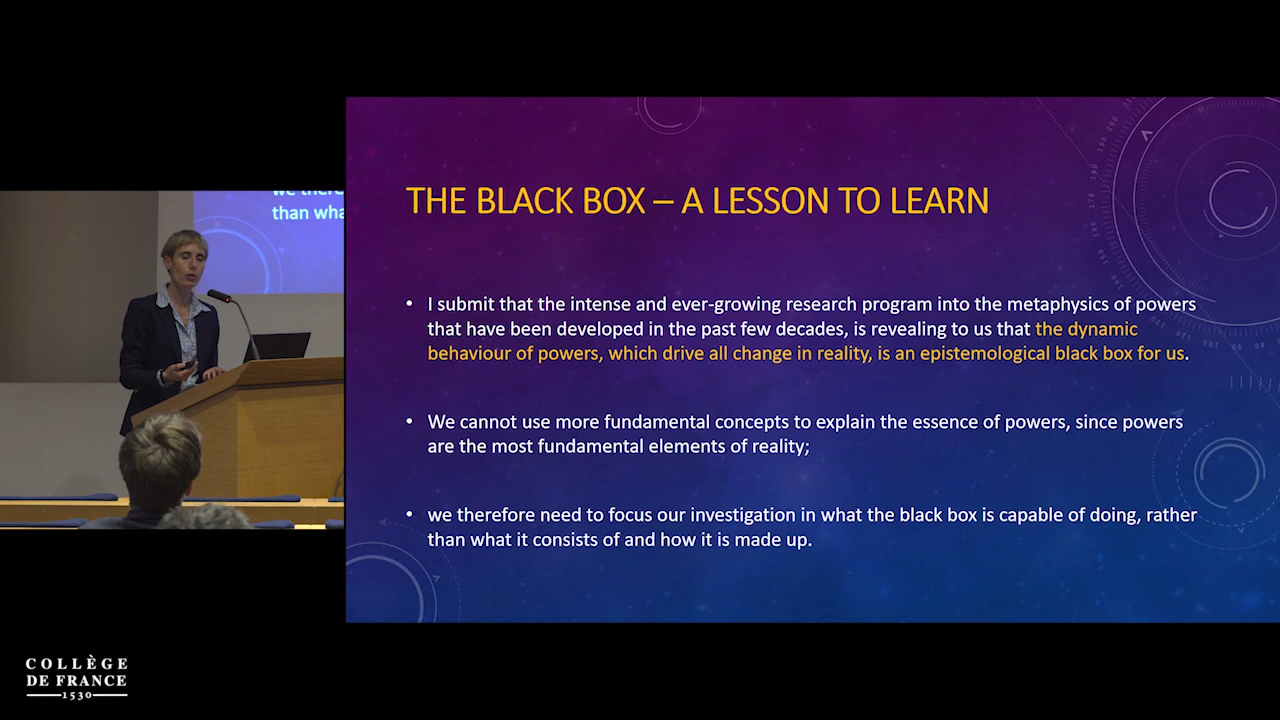 we there
than wha
THE BLACK BOX – A LESSON TO LEARN
• I submit that the intense and ever-growing research program into the metaphysics of powers
that have been developed in the past few decades, is revealing to us that the dynamic
behaviour of powers, which drive all change in reality, is an epistemological black box for us.
• We cannot use more fundamental concepts to explain the essence of powers, since powers
are the most fundamental elements of reality;
• we therefore need to focus our investigation in what the black box is capable of doing, rather
than what it consists of and how it is made up.
COLLÈGE
DE FRANCE
1530